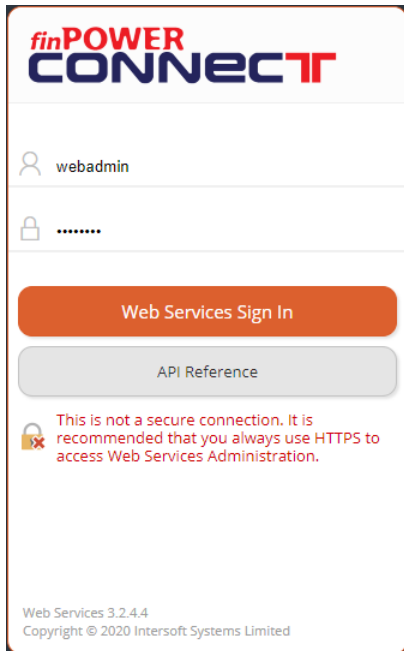 finPOWER
CONNECT
webadmin
••••••••
Web Services Sign In
API Reference
This is not a secure connection. It is
recommended that you always use HTTPS to
access Web Services Administration.
Web Services 3.2.4.4
Copyright © 2020 Intersoft Systems Limited